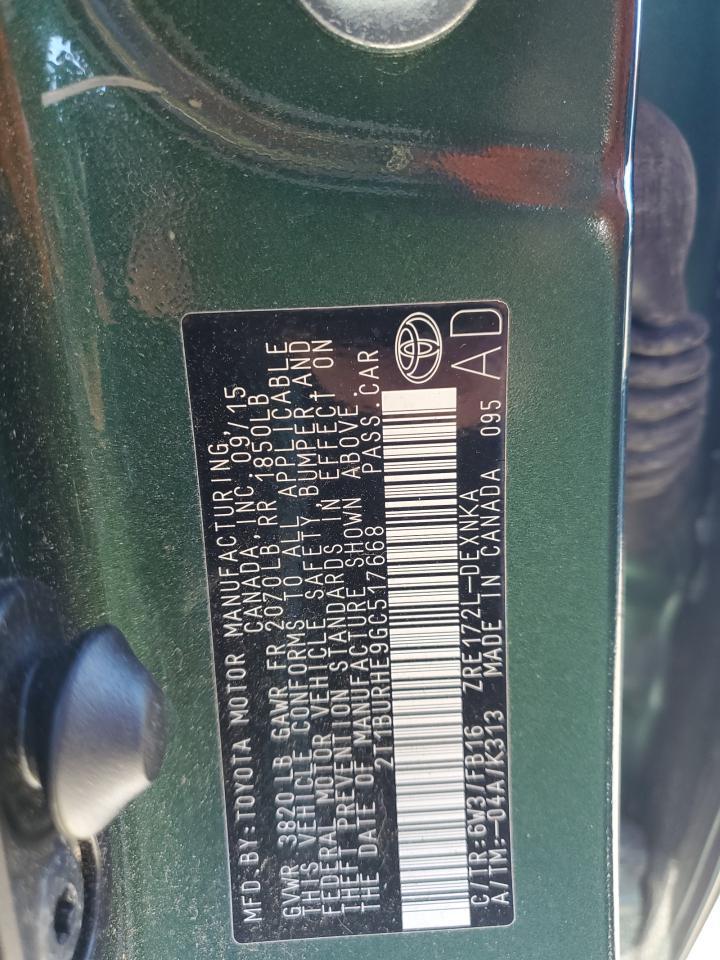 MFD. BY: TOYOTA MOTOR MANUFACTURING
CANADA, INC. 09/15
GVWR 3820 LB GAWR FR 2070LB, RR 1850LB
THIS VEHICLE CONFORMS TO ALL APPLICABLE
FEDERAL MOTOR VEHICLE SAFETY, BUMPER AND
THEFT PREVENTION STANDARDS IN EFFECT ON
THE DATE OF MANUFACTURE SHOWN ABOVE.
2T1BURHE9GC517668 PASS. CAR
C/TR:6W3/FB16 ZRE172L-DEXNKA
A/TM:-04A/K313 MADE IN CANADA 095
AD